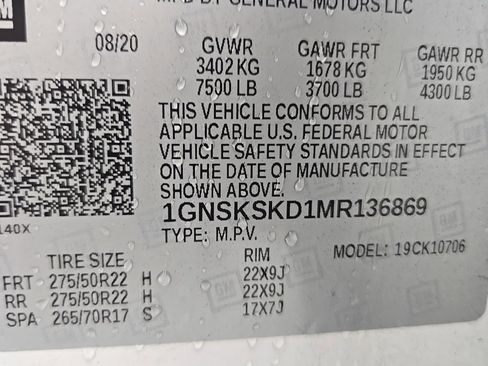 MFD BY GENERAL MOTORS LLC
GM
08/20 GVWR GAWR FRT GAWR RR
3402 KG 1678 KG 1950 KG
7500 LB 3700 LB 4300 LB
THIS VEHICLE CONFORMS TO ALL
APPLICABLE U.S. FEDERAL MOTOR
VEHICLE SAFETY STANDARDS IN EFFECT
ON THE DATE OF MANUFACTURE
SHOWN ABOVE.
1GNSKSKD1MR136869
140X
TYPE: M.P.V. MODEL: 19CK10706
TIRE SIZE RIM
FRT 275/50R22 H 22X9J
RR 275/50R22 H 22X9J
SPA 265/70R17 S 17X7J